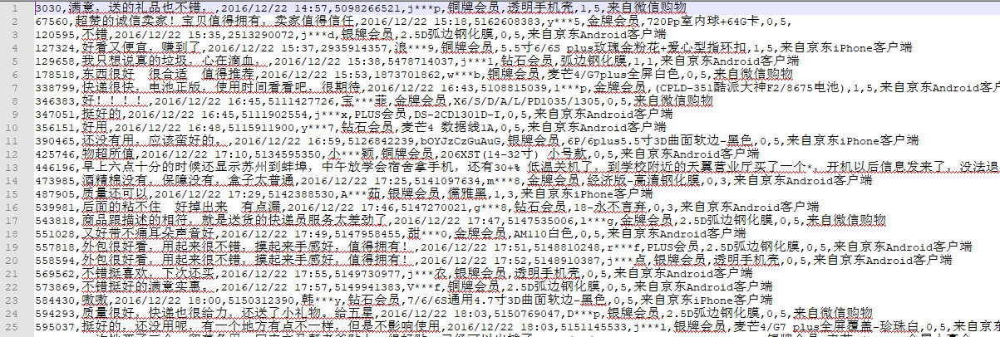 1 3030,满意，送的礼品也不错。,2016/12/22 14:57,5098266521,j***p,铜牌会员,透明手机壳,1,5,来自微信购物
2 67560,超赞的诚信卖家！宝贝值得拥有，卖家值得信任,2016/12/22 15:18,5162608383,y***5,金牌会员,720Pp室内球+64G卡,0,5,
3 120595,不错,2016/12/22 15:35,2513290072,j***d,银牌会员,2.5D弧边钢化膜,0,5,来自京东Android客户端
4 127324,好看又便宜，赚到了,2016/12/22 15:37,2935914357,浪***9,铜牌会员,5.5寸6/6S plus玫瑰金粉花+爱心型指环扣,1,5,来自京东iPhone客户端
5 129658,我只想说真的垃圾，心在滴血。,2016/12/22 15:38,5478714037,j***1,钻石会员,弧边钢化膜,1,1,来自京东Android客户端
6 178518,东西很好 很合适 值得推荐,2016/12/22 15:53,1873701862,w***b,铜牌会员,麦芒4/G7plus全屏白色,0,5,来自京东Android客户端
7 338799,快递很快，电池正版，使用时间看看吧，很期待,2016/12/22 16:43,5108815039,1***p,金牌会员,(CPLD-351酷派大神F2/8675电池),1,5,来自京东Android客户
8 346383,好！！！！,2016/12/22 16:45,5111427726,宝***菲,金牌会员,X6/S/D/A/L/PD1035/1305,0,5,来自微信购物
9 347051,挺好的,2016/12/22 16:45,5111902554,j***x,PLUS会员,DS-2CD1301D-I,0,5,来自京东Android客户端
10 356151,好用,2016/12/22 16:48,5115911900,y***7,钻石会员,麦芒4 数据线1A,0,5,来自京东Android客户端
11 390465,还没有用，应该蛮好的。,2016/12/22 16:59,5126842239,bOYJzCzGuAuG,银牌会员,6P/6plus5.5寸3D曲面软边-黑色,0,5,来自京东iPhone客户端
12 425746,物超所值,2016/12/22 17:10,5134595350,小***颖,铜牌会员,206XST(14-32寸) 小号款,0,5,来自京东Android客户端
13 446196,早上六点十分的时候还显示苏州到蚌埠，中午放学会宿舍拿手机，还有30+% 低温关机了，到学校附近的天翼营业厅买了一个*，开机以后信息发来了，没法退
14 473985,酒精棉没有，保障没有，盒子太普通,2016/12/22 17:25,5141097634,m***8,金牌会员,经济版-高清钢化膜,0,3,来自京东Android客户端
15 487905,质量还可以,2016/12/22 17:29,5142388530,A***茹,银牌会员,儒雅黑,1,3,来自京东iPhone客户端
16 539981,后面的粘不住 好掉出来 有点漏,2016/12/22 17:46,5147270021,g***8,钻石会员,18-永不言弃,0,3,来自京东Android客户端
17 543818,商品跟描述的相符，就是送货的快递员服务太差劲了,2016/12/22 17:47,5147535006,1***g,金牌会员,2.5D弧边钢化膜,0,5,来自微信购物
18 551028,又好带不痛耳朵声音好,2016/12/22 17:49,5147958455,甜***0,金牌会员,AM110白色,0,5,来自京东Android客户端
19 557818,外包很好看，用起来很不错，摸起来手感好，值得拥有！,2016/12/22 17:51,5148810248,r***f,PLUS会员,2.5D弧边钢化膜,0,5,来自京东Android客户端
20 558594,外包很好看，用起来很不错，摸起来手感好，值得拥有！,2016/12/22 17:52,5148910387,j***点,银牌会员,透明手机壳,0,5,来自京东Android客户端
21 569562,不错挺喜欢，下次还买,2016/12/22 17:55,5149730977,j***农,银牌会员,透明手机壳,0,5,来自京东Android客户端
22 573869,不错挺好的满意实惠。,2016/12/22 17:57,5149941383,V***f,铜牌会员,2.5D弧边钢化膜,0,5,来自京东Android客户端
23 584430,嗷嗷,2016/12/22 18:00,5150312390,韩***y,钻石会员,7/6/6S通用4.7寸3D曲面软边-黑色,0,5,来自京东iPhone客户端
24 594293,质量很好，快递也很给力，还送了小礼物，给五星,2016/12/22 18:03,5150769047,D***p,银牌会员,2.5D弧边钢化膜,0,5,来自微信购物
25 595037,挺好的，还没用呢，有一个地方有点不一样，但是不影响使用,2016/12/22 18:03,5151145533,j***1,银牌会员,麦芒4/G7 plus全屏覆盖-珍珠白,0,5,来自京